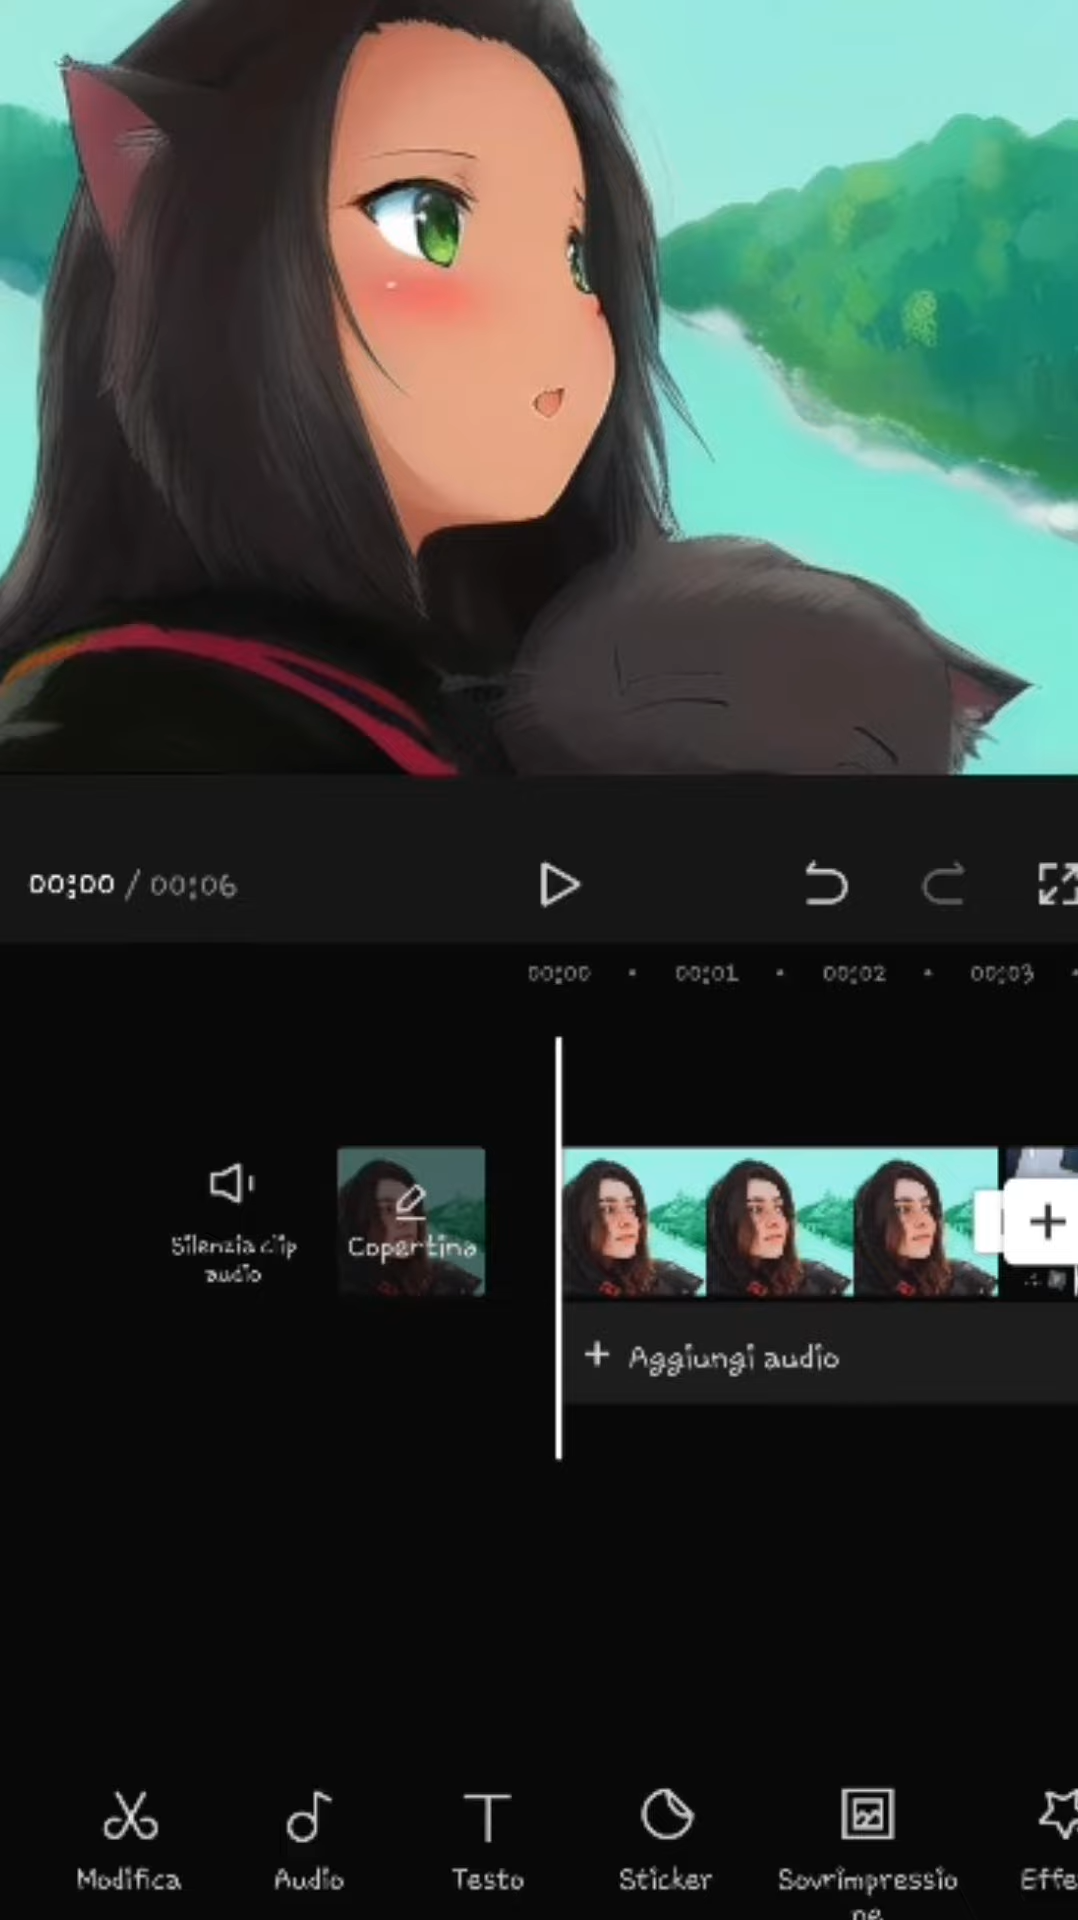 00:00 / 00:06
00:00 00:01 00:02 00:03
Silenzia clip
audio
Copertina
+ Aggiungi audio
Modifica Audio Testo Sticker Sovrimpressio
ne
Effe